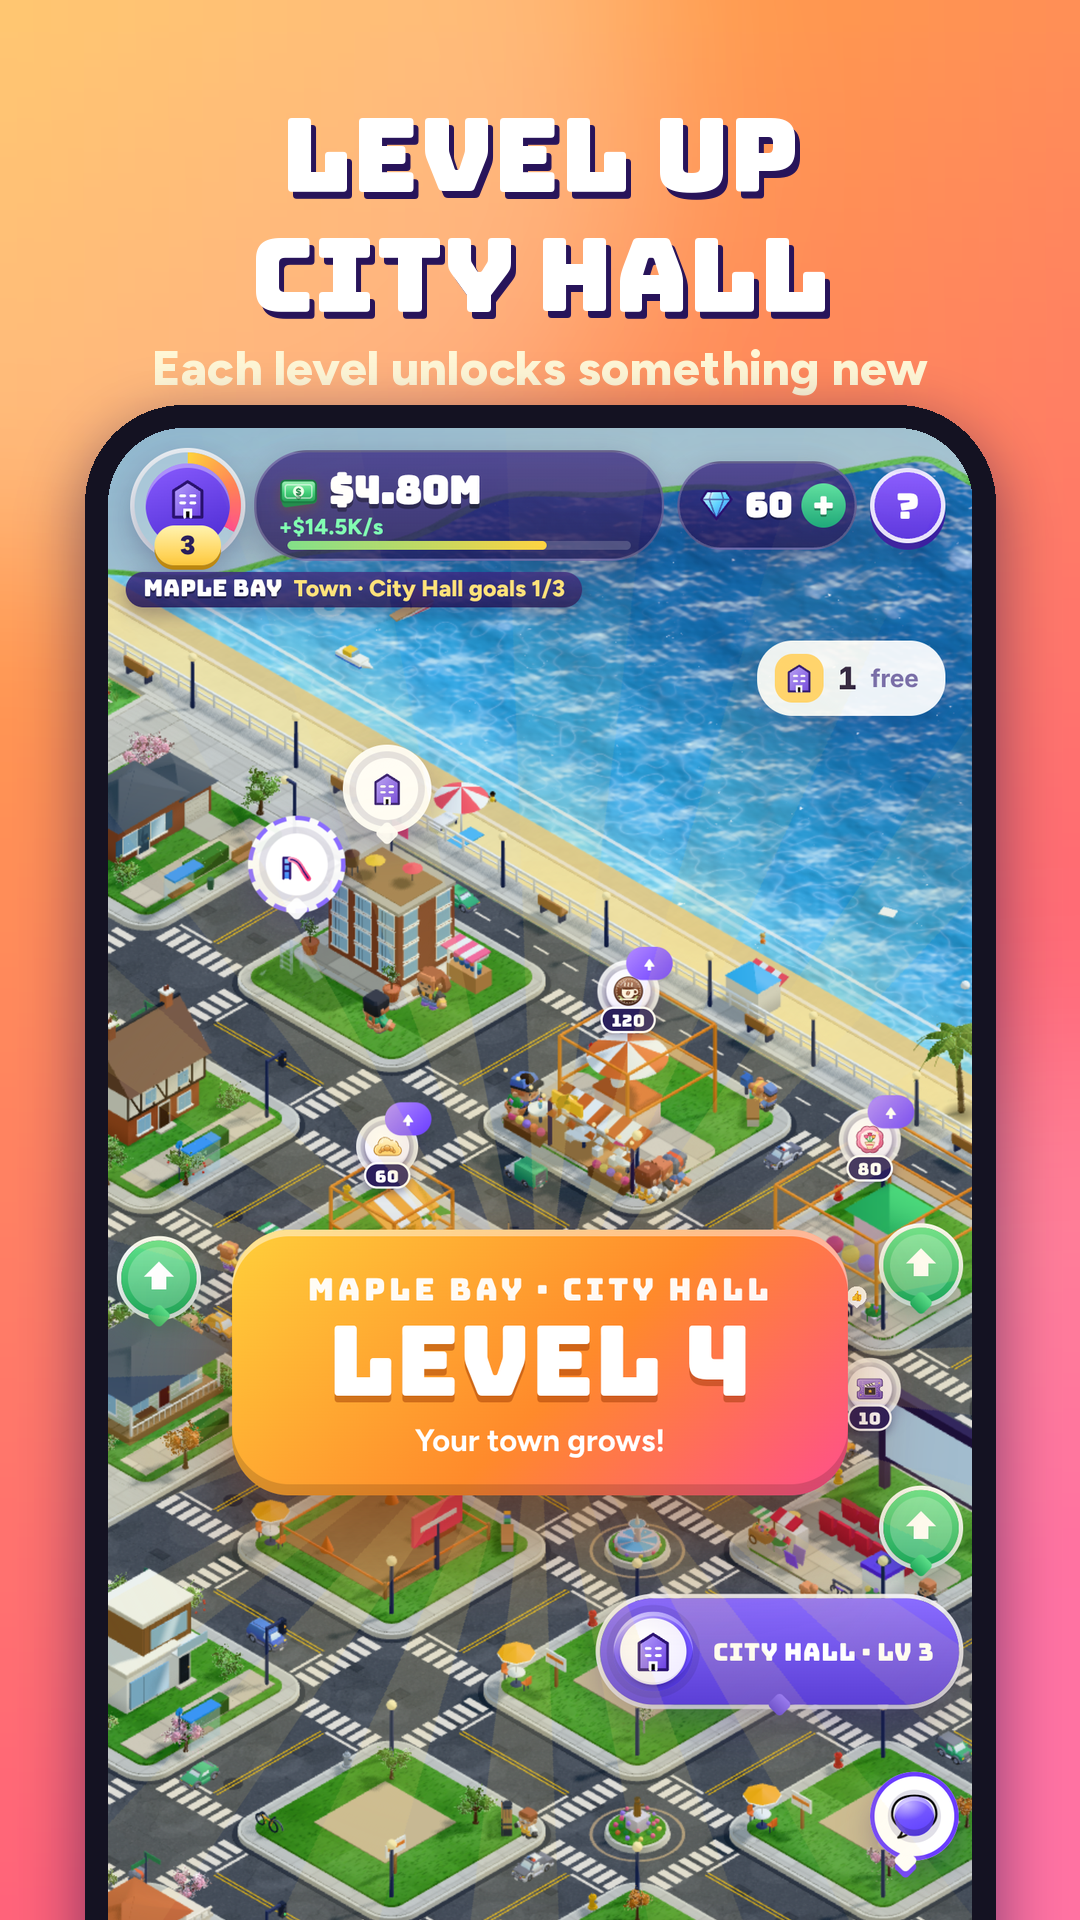 LEVEL UP
CITY HALL
Each level unlocks something new
$4.80M
+$14.5K/s
60
+
?
3
MAPLE BAY Town · City Hall goals 1/3
1 free
120
60
80
MAPLE BAY · CITY HALL
LEVEL 4
Your town grows!
10
CITY HALL · LV 3